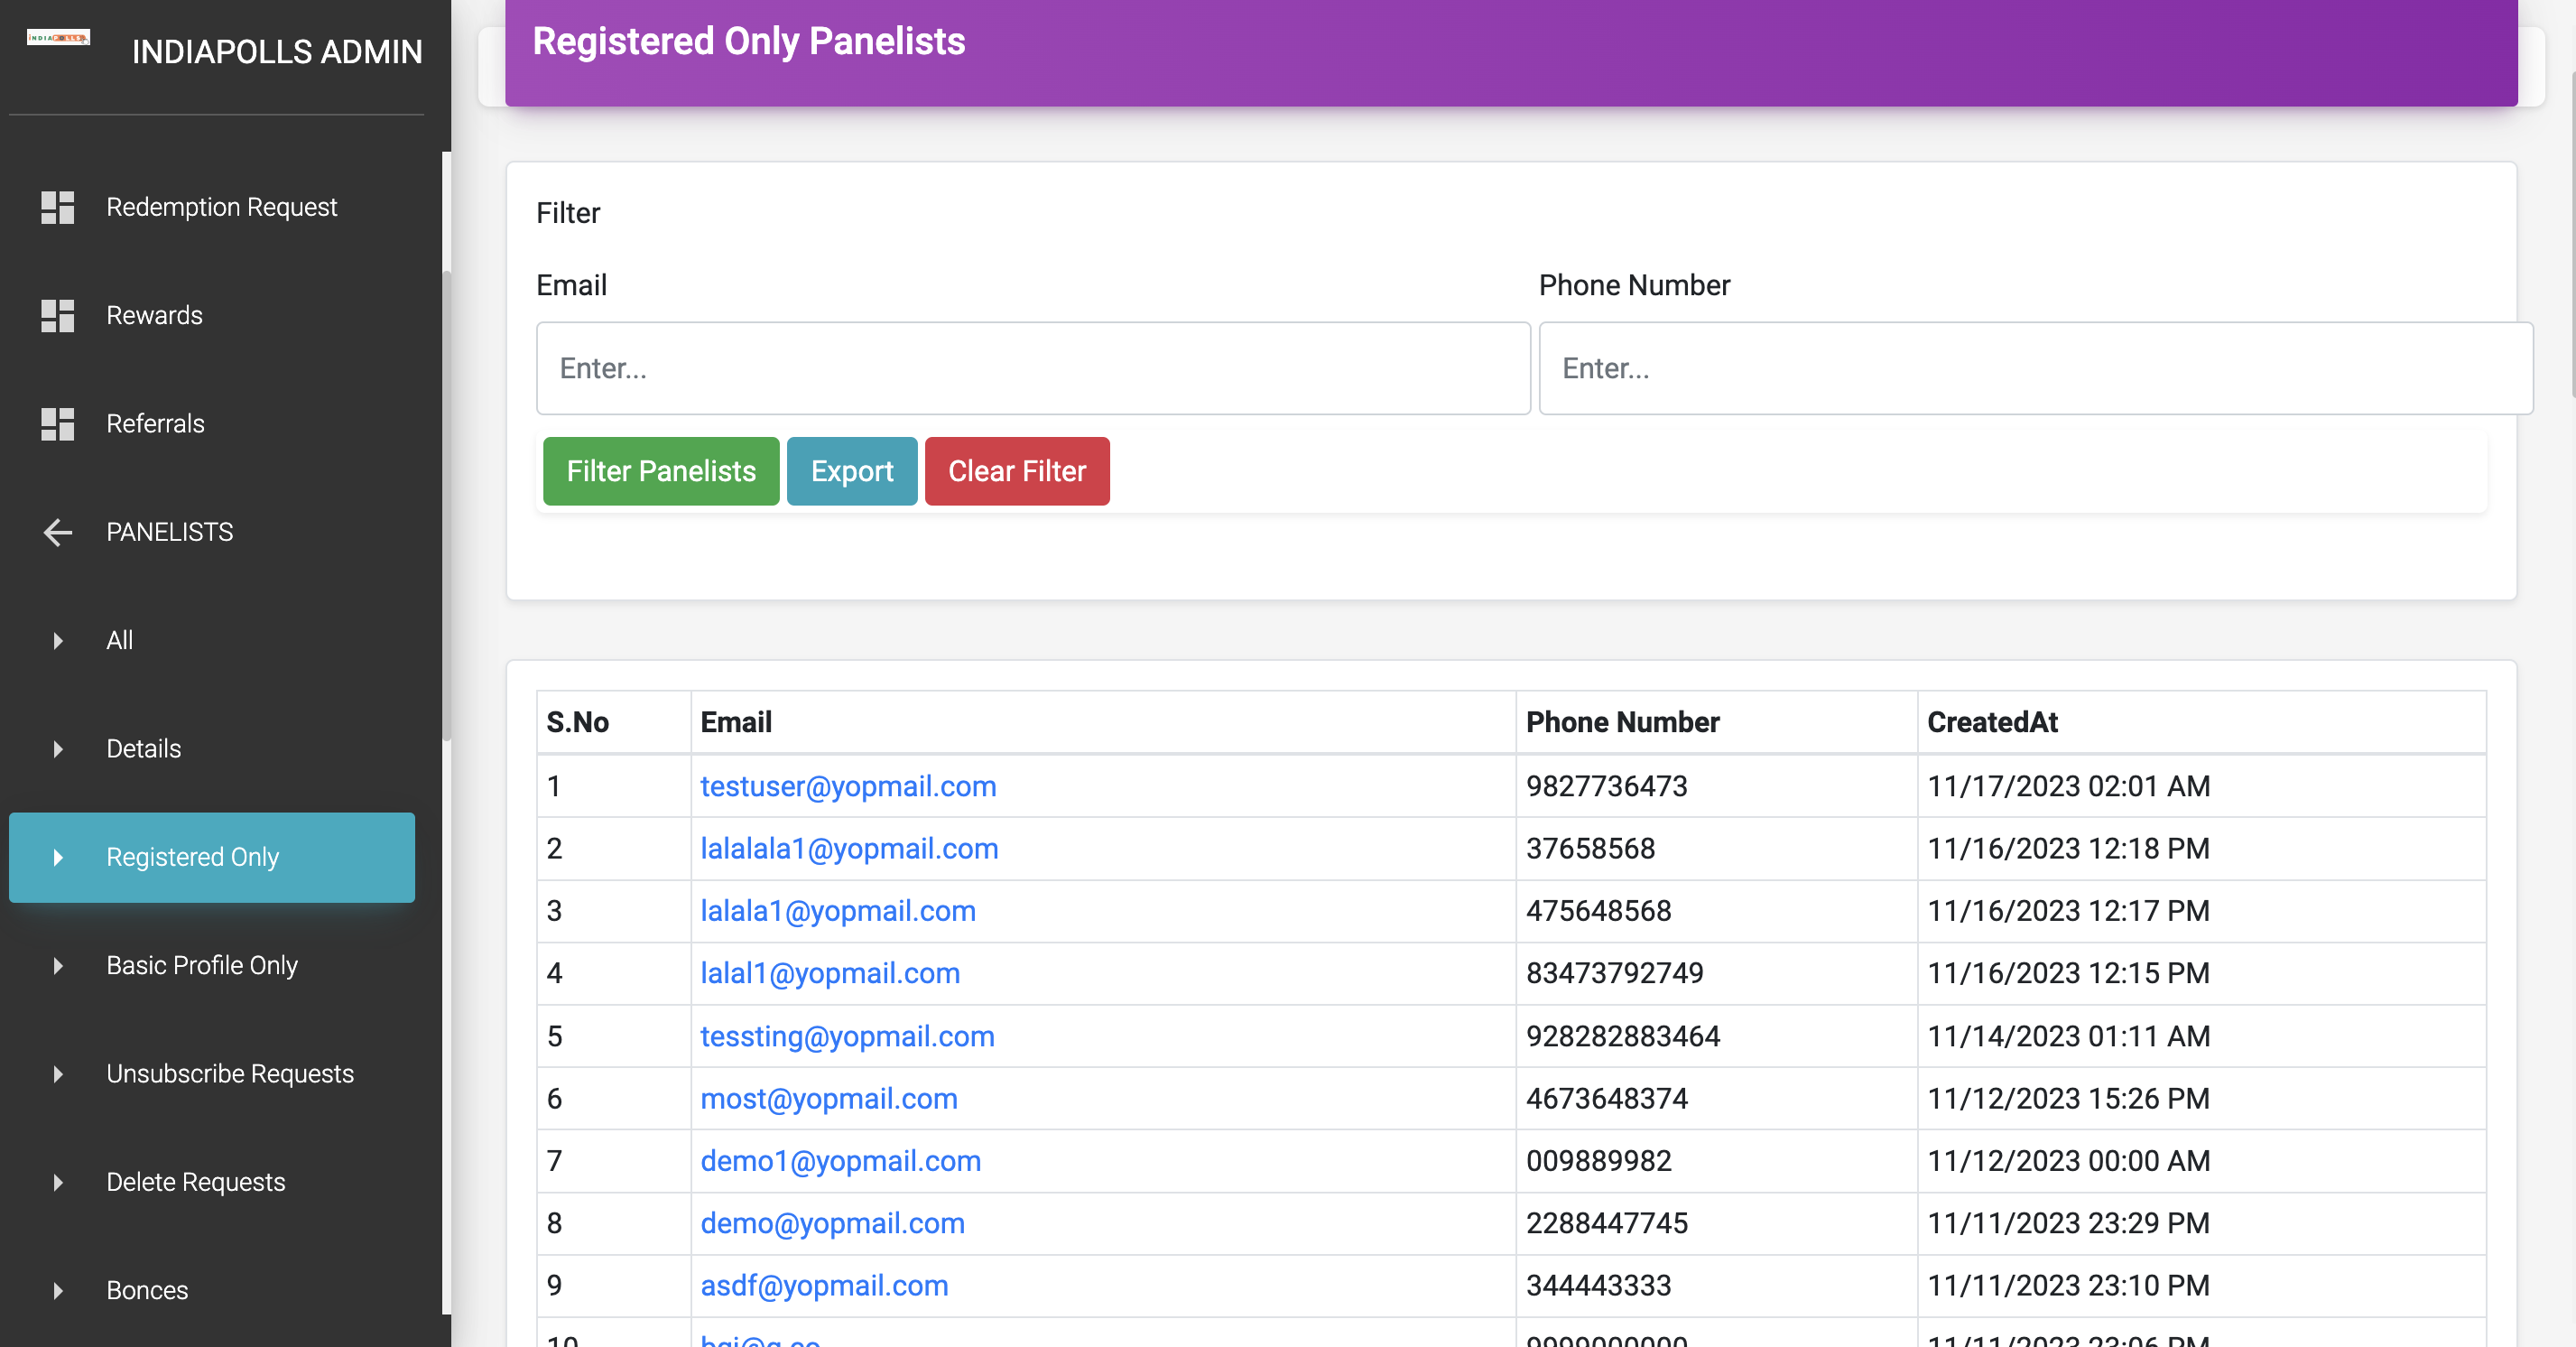 INDIAPOLLS ADMIN
Redemption Request
Rewards
Referrals
PANELISTS
All
Details
Registered Only
Basic Profile Only
Unsubscribe Requests
Delete Requests
Bonces
Registered Only Panelists
Filter
Email Phone Number
Enter... Enter...
Filter Panelists Export Clear Filter
S.No Email Phone Number CreatedAt
1 testuser@yopmail.com 9827736473 11/17/2023 02:01 AM
2 lalalala1@yopmail.com 37658568 11/16/2023 12:18 PM
3 lalala1@yopmail.com 475648568 11/16/2023 12:17 PM
4 lalal1@yopmail.com 83473792749 11/16/2023 12:15 PM
5 tessting@yopmail.com 928282883464 11/14/2023 01:11 AM
6 most@yopmail.com 4673648374 11/12/2023 15:26 PM
7 demo1@yopmail.com 009889982 11/12/2023 00:00 AM
8 demo@yopmail.com 2288447745 11/11/2023 23:29 PM
9 asdf@yopmail.com 344443333 11/11/2023 23:10 PM
10 11/11/2023 23:06 PM